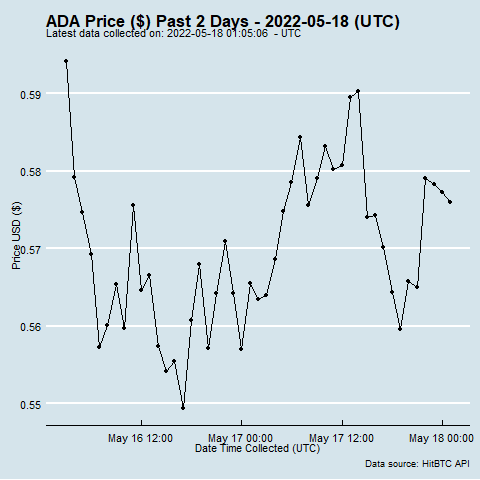 ADA Price ($) Past 2 Days - 2022-05-18 (UTC)
Latest data collected on: 2022-05-18 01:05:06 - UTC
0.59
0.58
0.57
0.56
0.55
Price USD ($)
May 16 12:00 May 17 00:00 May 17 12:00 May 18 00:00
Date Time Collected (UTC)
Data source: HitBTC API